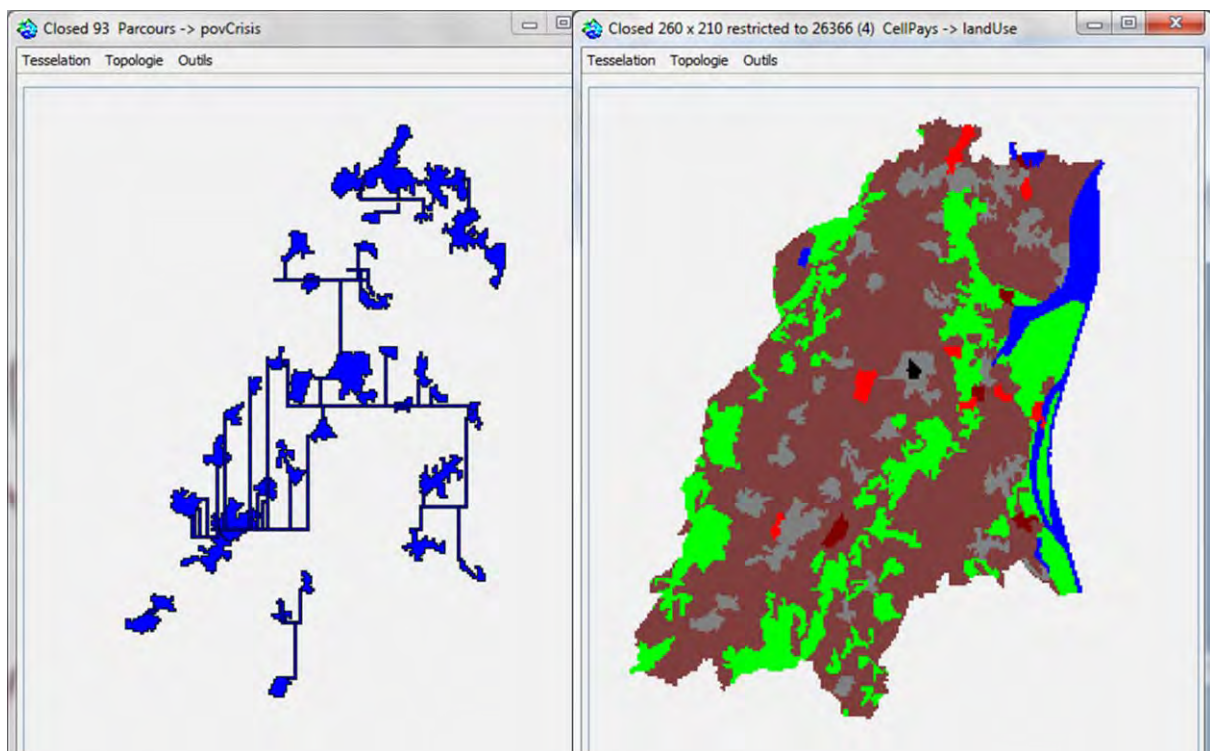 Closed 93 Parcours -> povCrisis
Tesselation Topologie Outils
Closed 260 x 210 restricted to 26366 (4) CellPays -> landUse
Tesselation Topologie Outils